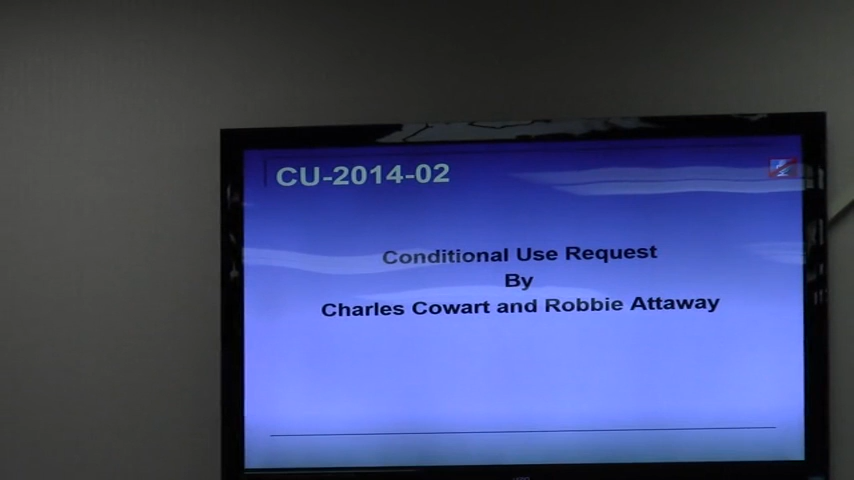 CU-2014-02
Conditional Use Request
By
Charles Cowart and Robbie Attaway